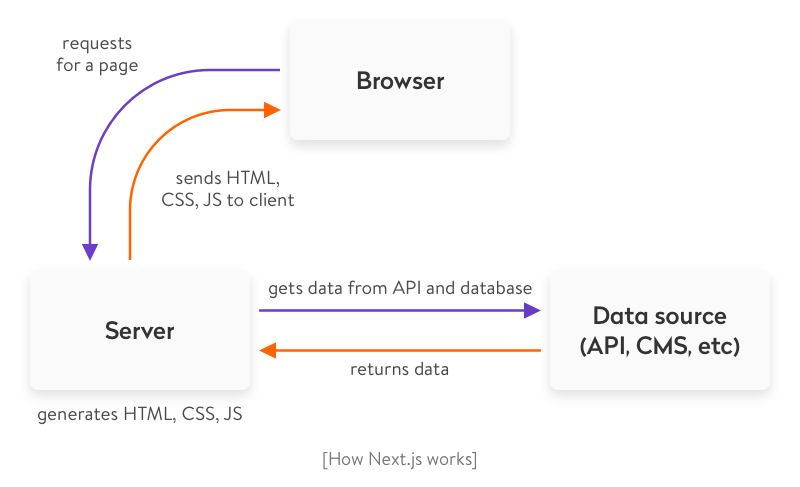 requests
for a page
Browser
sends HTML,
CSS, JS to client
gets data from API and database
Server
Data source
(API, CMS, etc)
returns data
generates HTML, CSS, JS
[How Next.js works]